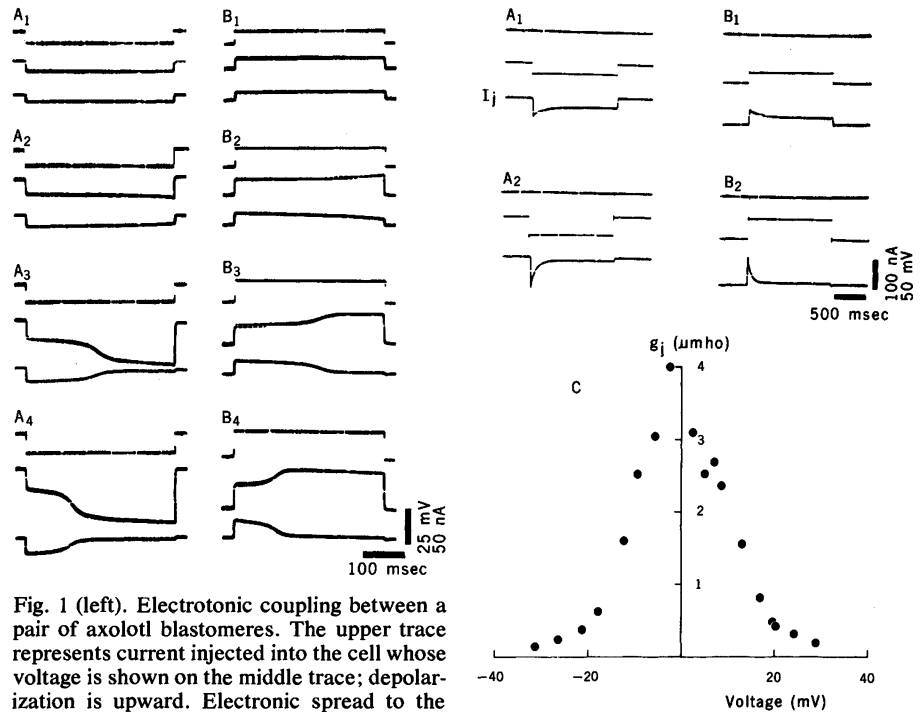 A1
B1
A2
B2
A3
B3
A4
B4
25 mV
50 nA
100 msec
Fig. 1 (left). Electrotonic coupling between a
pair of axolotl blastomeres. The upper trace
represents current injected into the cell whose
voltage is shown on the middle trace; depolar-
ization is upward. Electronic spread to the
A1
B1
Ij
A2
B2
100 nA
50 mV
500 msec
gj (μmho)
C
4
3
2
1
−40
−20
0
20
40
Voltage (mV)